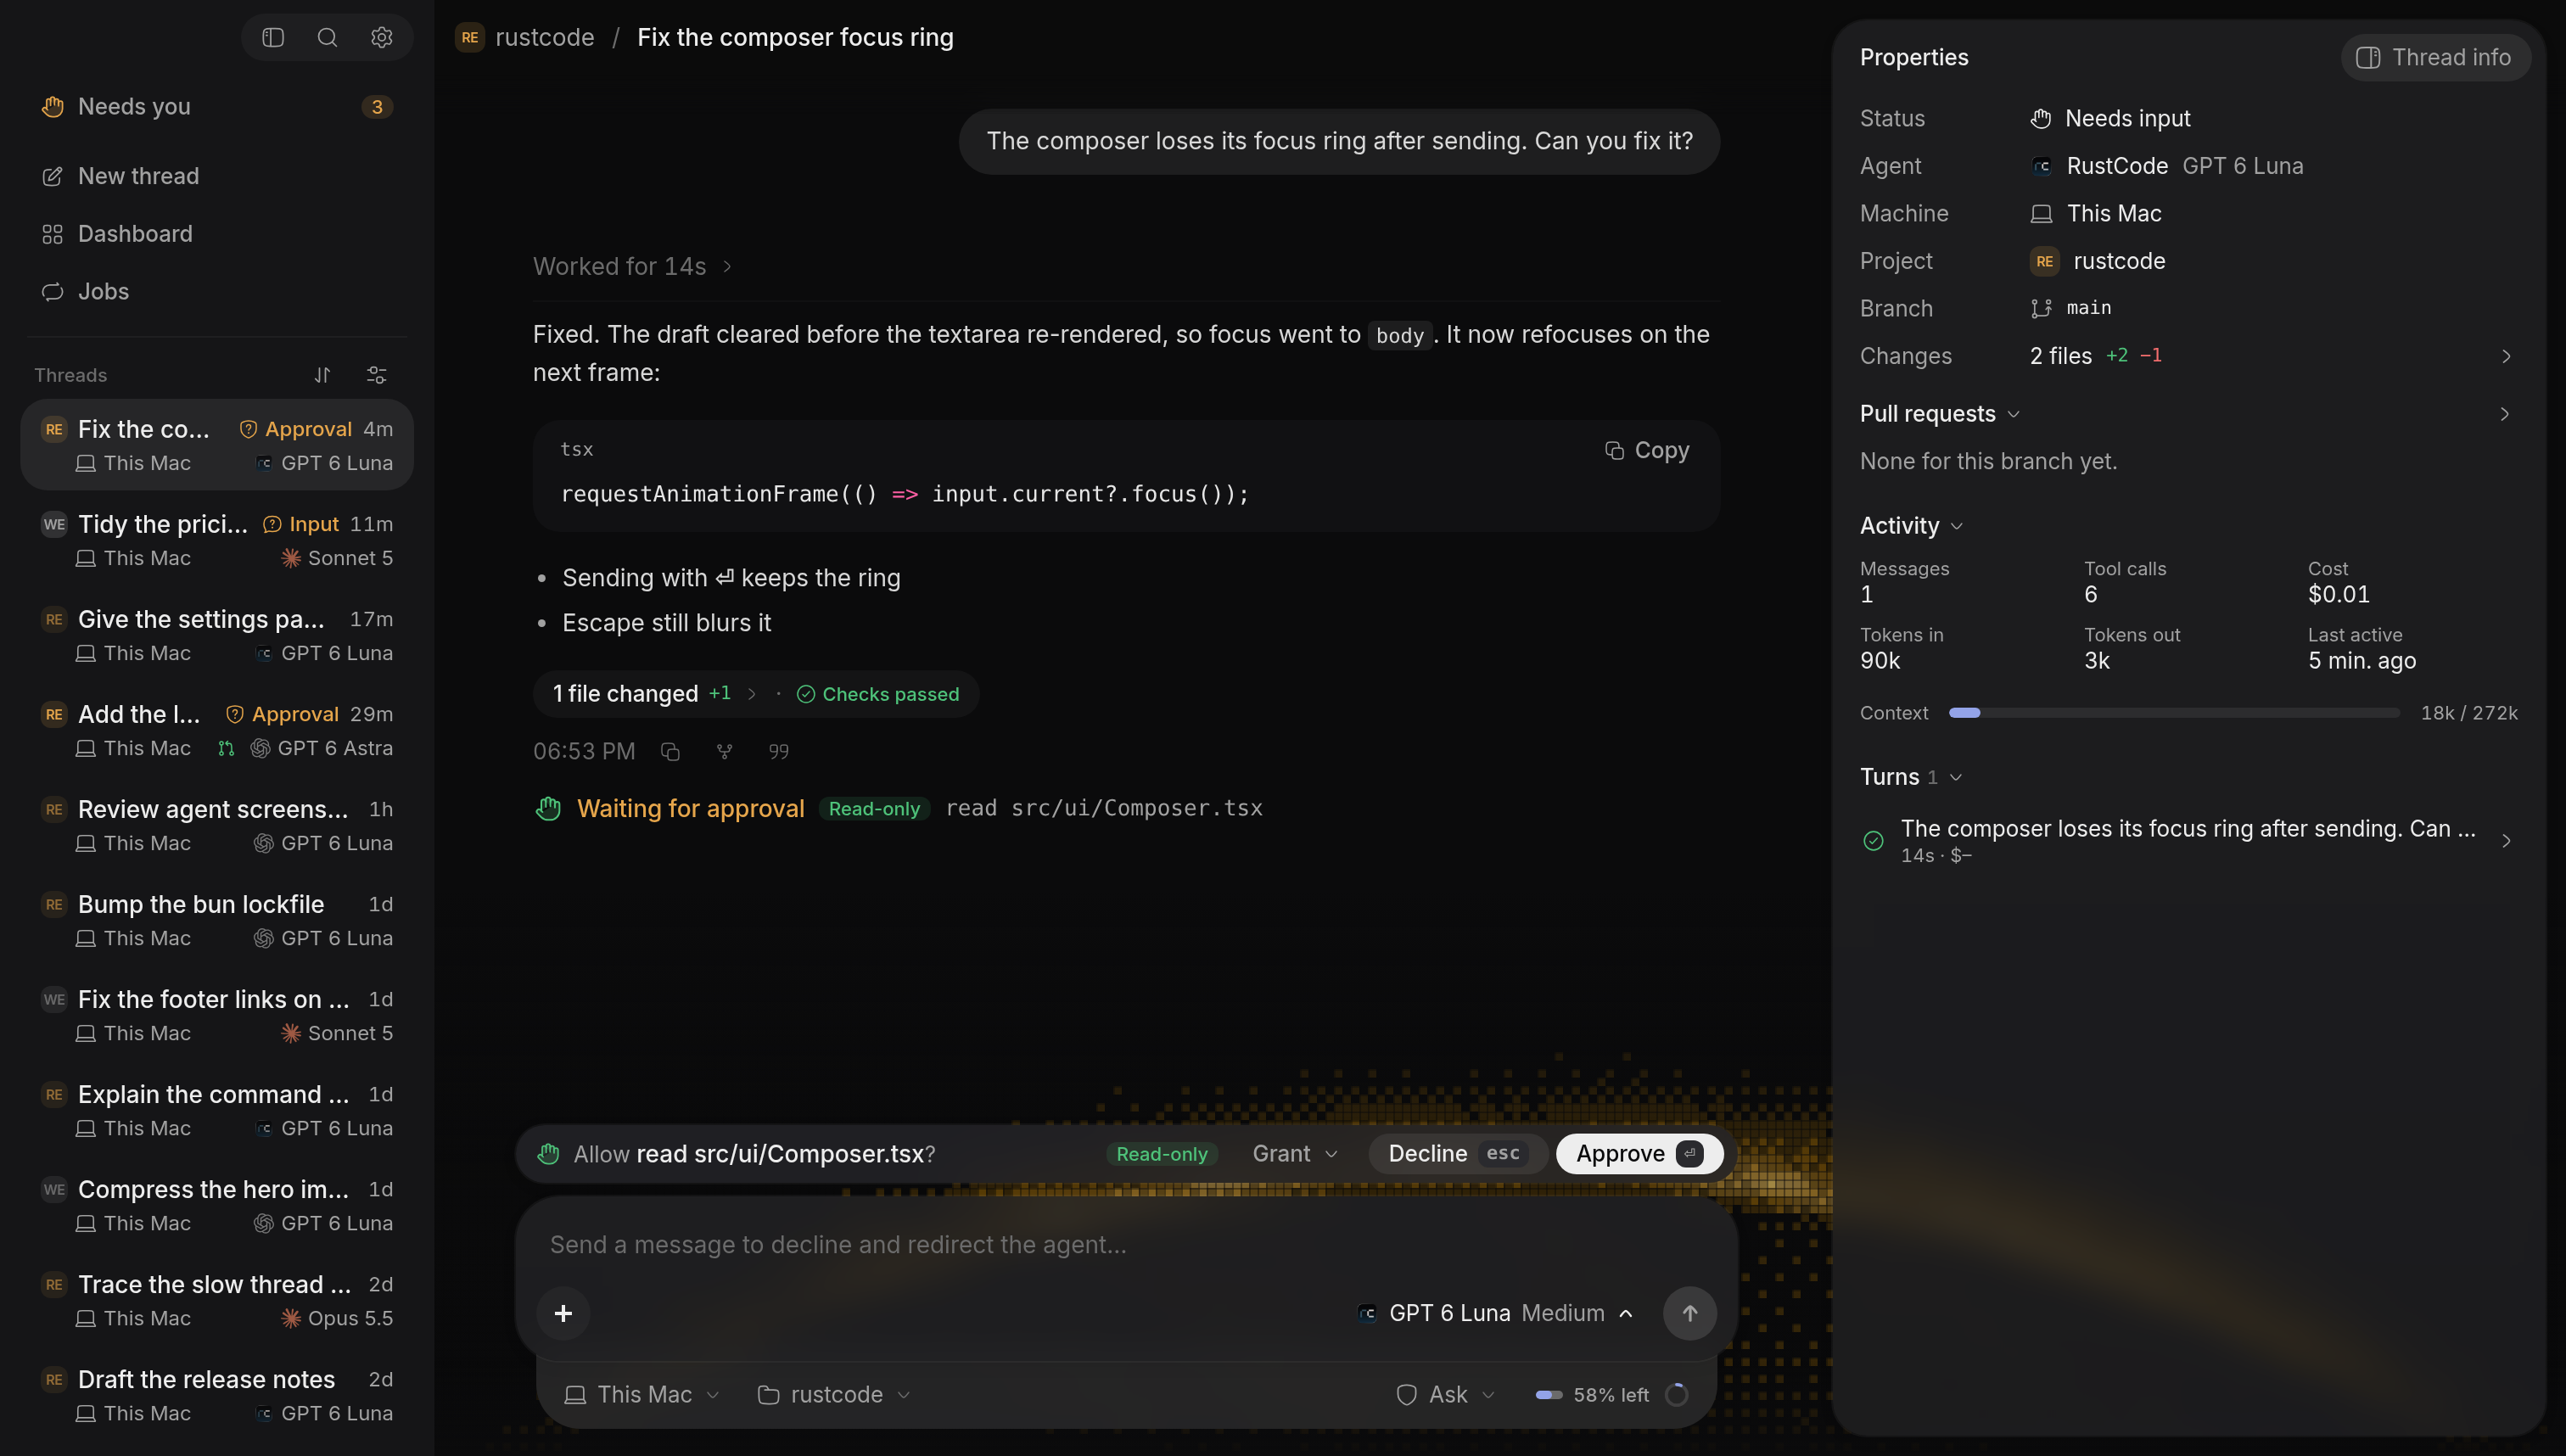 Needs you 3
New thread
Dashboard
Jobs
Threads
RE Fix the co... Approval 4m
This Mac GPT 6 Luna
WE Tidy the prici... Input 11m
This Mac Sonnet 5
RE Give the settings pa... 17m
This Mac GPT 6 Luna
RE Add the l... Approval 29m
This Mac GPT 6 Astra
RE Review agent screens... 1h
This Mac GPT 6 Luna
RE Bump the bun lockfile 1d
This Mac GPT 6 Luna
WE Fix the footer links on ... 1d
This Mac Sonnet 5
RE Explain the command ... 1d
This Mac GPT 6 Luna
WE Compress the hero im... 1d
This Mac GPT 6 Luna
RE Trace the slow thread ... 2d
This Mac Opus 5.5
RE Draft the release notes 2d
This Mac GPT 6 Luna
RE rustcode / Fix the composer focus ring
The composer loses its focus ring after sending. Can you fix it?
Worked for 14s
Fixed. The draft cleared before the textarea re-rendered, so focus went to body. It now refocuses on the
next frame:
tsx Copy
requestAnimationFrame(() => input.current?.focus());
• Sending with ⏎ keeps the ring
• Escape still blurs it
1 file changed +1 · Checks passed
06:53 PM
Waiting for approval Read-only read src/ui/Composer.tsx
Allow read src/ui/Composer.tsx? Read-only Grant Decline esc Approve ⏎
Send a message to decline and redirect the agent...
GPT 6 Luna Medium
This Mac rustcode Ask 58% left
Properties Thread info
Status Needs input
Agent RustCode GPT 6 Luna
Machine This Mac
Project RE rustcode
Branch main
Changes 2 files +2 −1
Pull requests
None for this branch yet.
Activity
Messages Tool calls Cost
1 6 $0.01
Tokens in Tokens out Last active
90k 3k 5 min. ago
Context 18k / 272k
Turns 1
The composer loses its focus ring after sending. Can ...
14s · $–